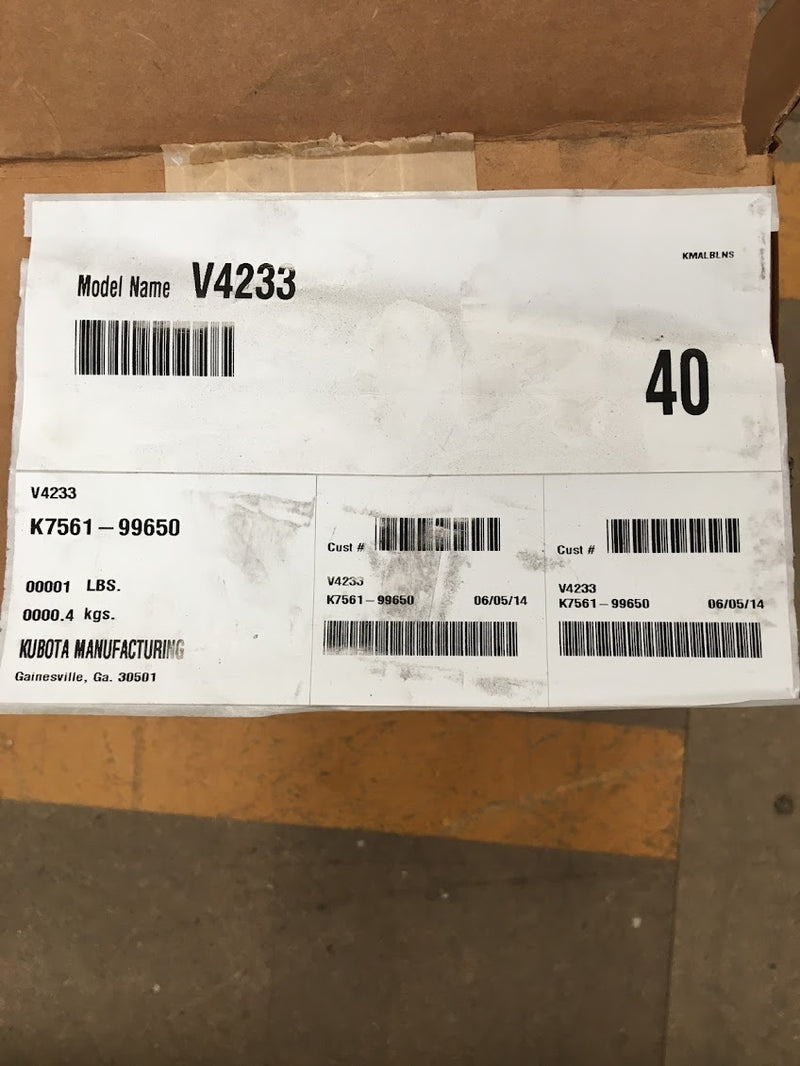 KMALBLNS
Model Name V4233
40
V4233
K7561-99650
00001 LBS.
0000.4 kgs.
KUBOTA MANUFACTURING
Gainesville, Ga. 30501
Cust #
V4233
K7561-99650 06/05/14
Cust #
V4233
K7561-99650 06/05/14